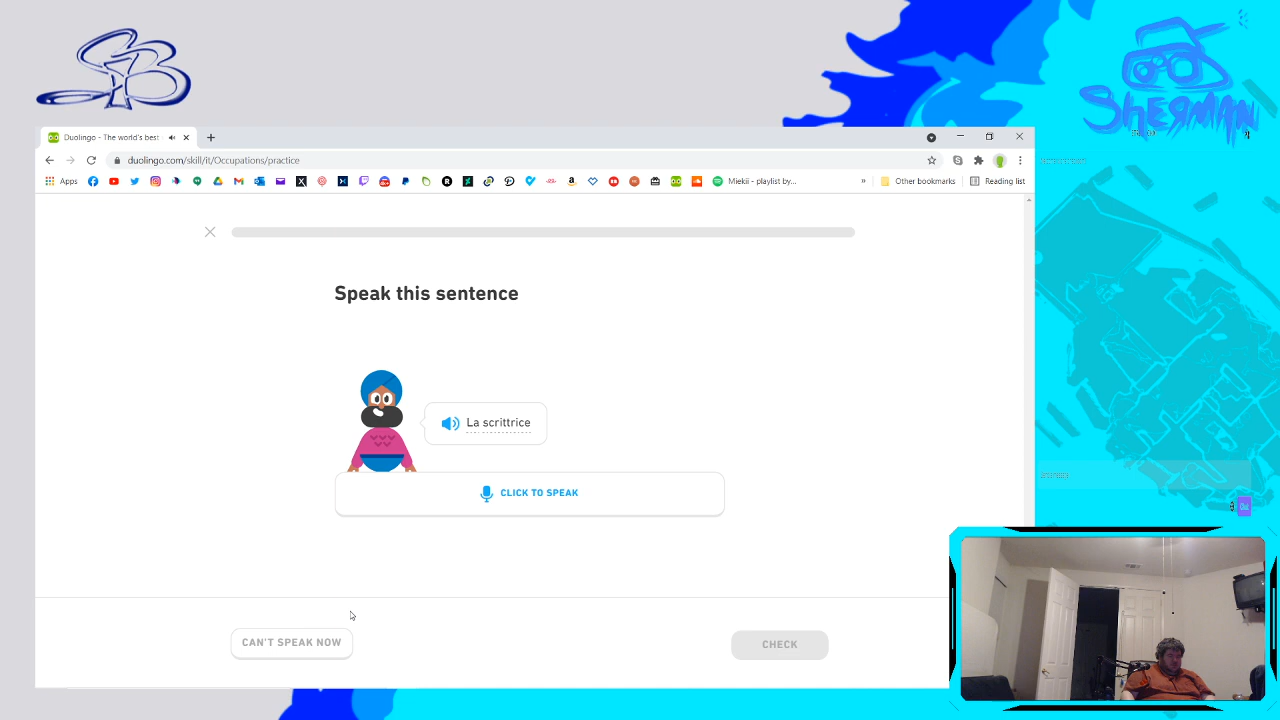 SHERMAN
Duolingo - The world's best
duolingo.com/skill/it/Occupations/practice
Apps
Miekii - playlist by...
»
Other bookmarks
Reading list
Speak this sentence
La scrittrice
CLICK TO SPEAK
CAN'T SPEAK NOW
CHECK